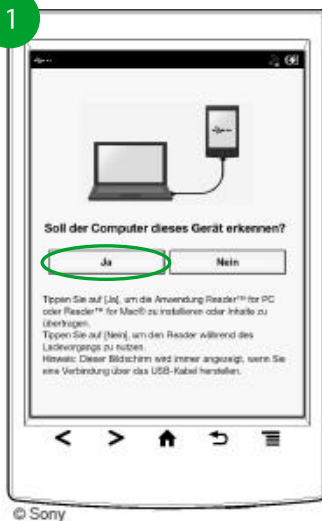 1
Soll der Computer dieses Gerät erkennen?
Ja
Nein
Tippen Sie auf [Ja], um die Anwendung Reader™ for PC
oder Reader™ for Mac® zu installieren oder Inhalte zu
übertragen.
Tippen Sie auf [Nein], um den Reader während des
Ladevorgangs zu nutzen.
Hinweis: Dieser Bildschirm wird immer angezeigt, wenn Sie
eine Verbindung über das USB-Kabel herstellen.
© Sony